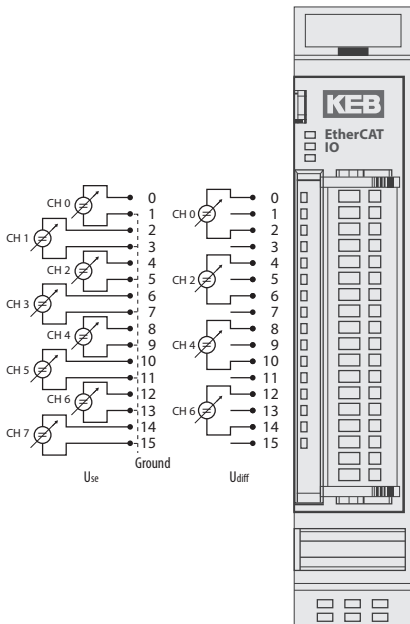 KEB
EtherCAT
IO
CH 0
CH 1
CH 2
CH 3
CH 4
CH 5
CH 6
CH 7
0
1
2
3
4
5
6
7
8
9
10
11
12
13
14
15
Ground
Use
CH 0
CH 2
CH 4
CH 6
0
1
2
3
4
5
6
7
8
9
10
11
12
13
14
15
Udiff